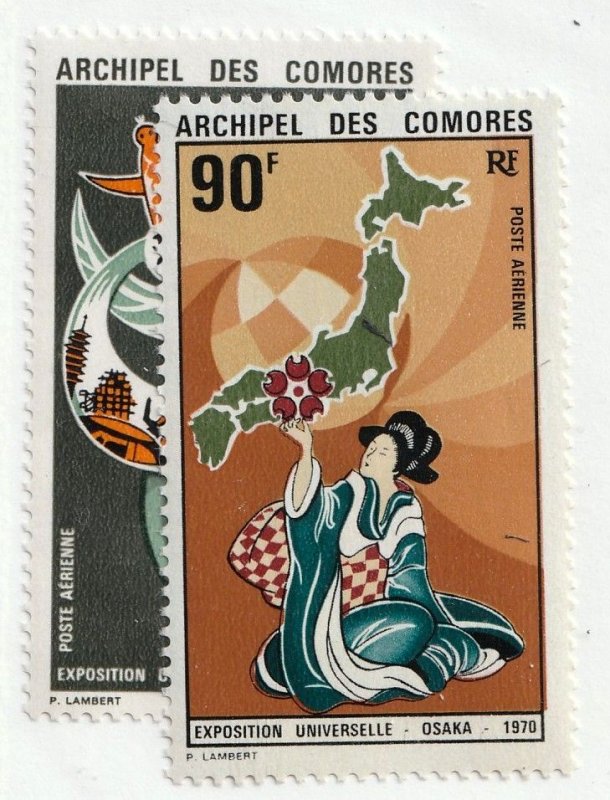 ARCHIPEL DES COMORES
POSTE AÉRIENNE
EXPOSITION
P. LAMBERT
ARCHIPEL DES COMORES
90F
RF
POSTE AÉRIENNE
EXPOSITION UNIVERSELLE - OSAKA - 1970
P. LAMBERT